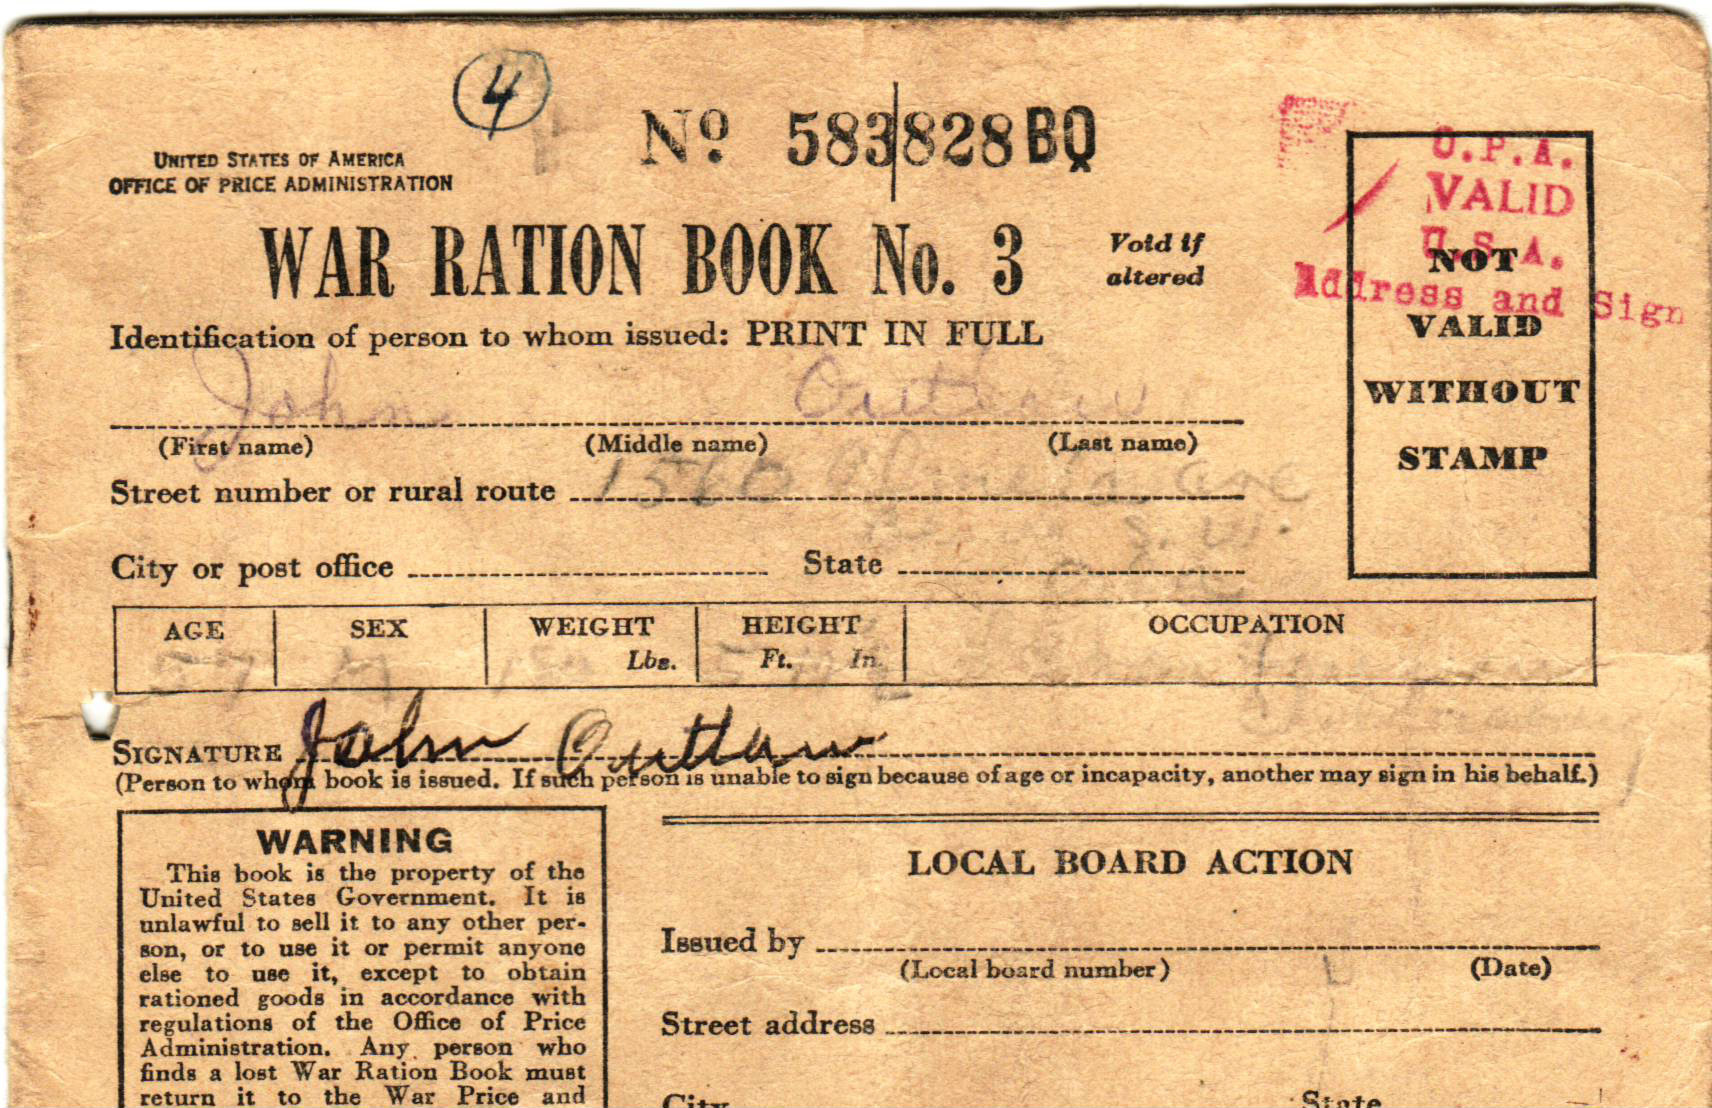 4
Nº 583828 BQ
UNITED STATES OF AMERICA
OFFICE OF PRICE ADMINISTRATION
O.P.A.
VALID
U.S.A.
Address and Sign
WAR RATION BOOK No. 3
Void if
altered
NOT
VALID
WITHOUT
STAMP
Identification of person to whom issued: PRINT IN FULL
John Outlaw
(First name) (Middle name) (Last name)
Street number or rural route 1560 ave
S. W.
City or post office State
AGE SEX WEIGHT HEIGHT OCCUPATION
Lbs. Ft. In.
57 M 5
SIGNATURE John Outlaw
(Person to whom book is issued. If such person is unable to sign because of age or incapacity, another may sign in his behalf.)
WARNING
This book is the property of the
United States Government. It is
unlawful to sell it to any other per-
son, or to use it or permit anyone
else to use it, except to obtain
rationed goods in accordance with
regulations of the Office of Price
Administration. Any person who
finds a lost War Ration Book must
return it to the War Price and
LOCAL BOARD ACTION
Issued by
(Local board number) (Date)
Street address
City State